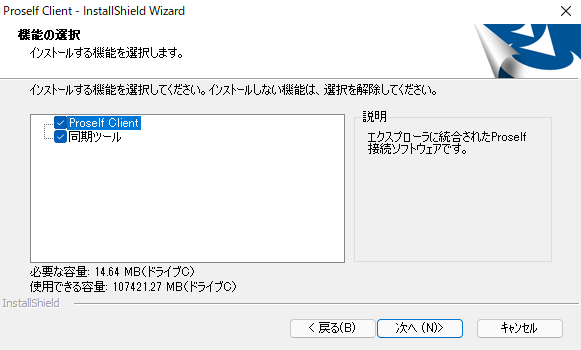 Proself Client - InstallShield Wizard
機能の選択
インストールする機能を選択します。
インストールする機能を選択してください。インストールしない機能は、選択を解除してください。
Proself Client
同期ツール
説明
エクスプローラに統合されたProself
接続ソフトウェアです。
必要な容量: 14.64 MB(ドライブC)
使用できる容量: 107421.27 MB(ドライブC)
InstallShield
< 戻る(B)
次へ (N)>
キャンセル